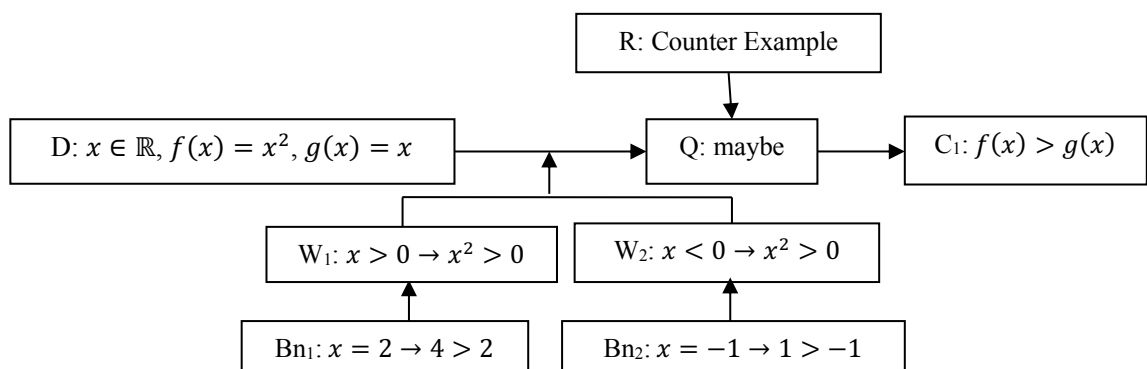 R: Counter Example
D: 𝑥 ∈ ℝ, 𝑓(𝑥) = 𝑥², 𝑔(𝑥) = 𝑥
Q: maybe
C₁: 𝑓(𝑥) > 𝑔(𝑥)
W₁: 𝑥 > 0 → 𝑥² > 0
W₂: 𝑥 < 0 → 𝑥² > 0
Bn₁: 𝑥 = 2 → 4 > 2
Bn₂: 𝑥 = −1 → 1 > −1